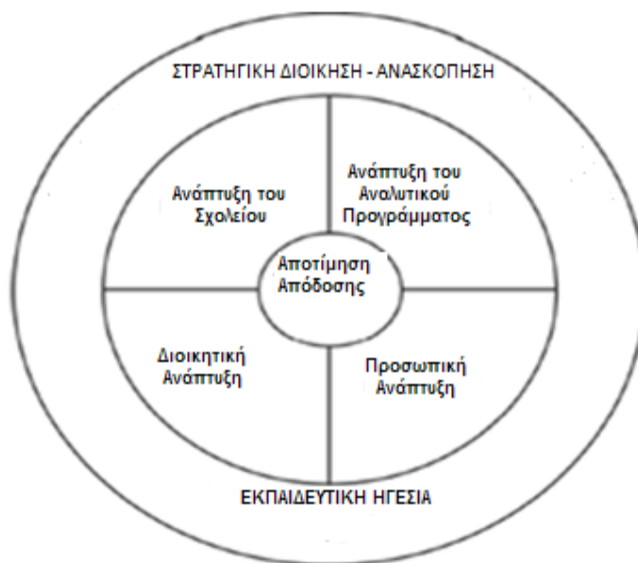 ΣΤΡΑΤΗΓΙΚΗ ΔΙΟΙΚΗΣΗ - ΑΝΑΣΚΟΠΗΣΗ
Ανάπτυξη του
Σχολείου
Ανάπτυξη του
Αναλυτικού
Προγράμματος
Αποτίμηση
Απόδοσης
Διοικητική
Ανάπτυξη
Προσωπική
Ανάπτυξη
ΕΚΠΑΙΔΕΥΤΙΚΗ ΗΓΕΣΙΑ